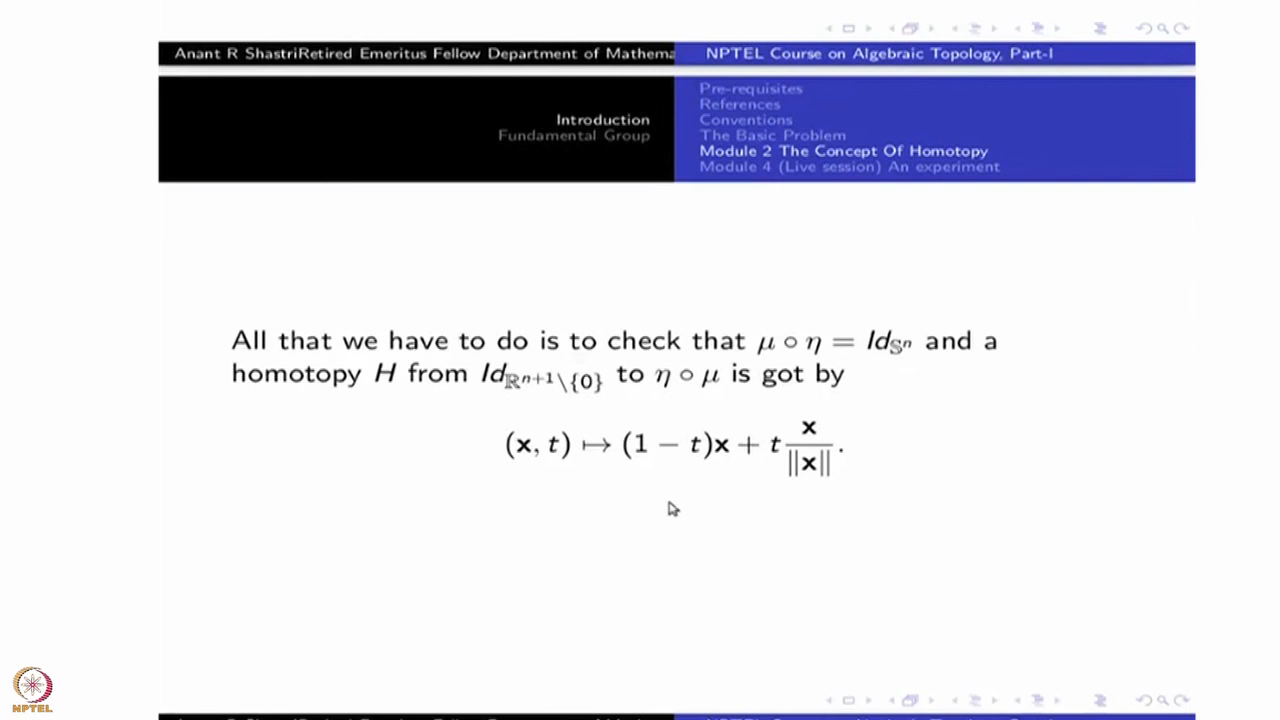 Anant R ShastriRetired Emeritus Fellow Department of Mathema
NPTEL Course on Algebraic Topology, Part-I
Introduction
Fundamental Group
Pre-requisites
References
Conventions
The Basic Problem
Module 2 The Concept Of Homotopy
Module 4 (Live session) An experiment
All that we have to do is to check that μ ∘ η = Id_{𝕊ⁿ} and a
homotopy H from Id_{ℝⁿ⁺¹\{0}} to η ∘ μ is got by
(x, t) ↦ (1 − t)x + t x/||x||.
NPTEL